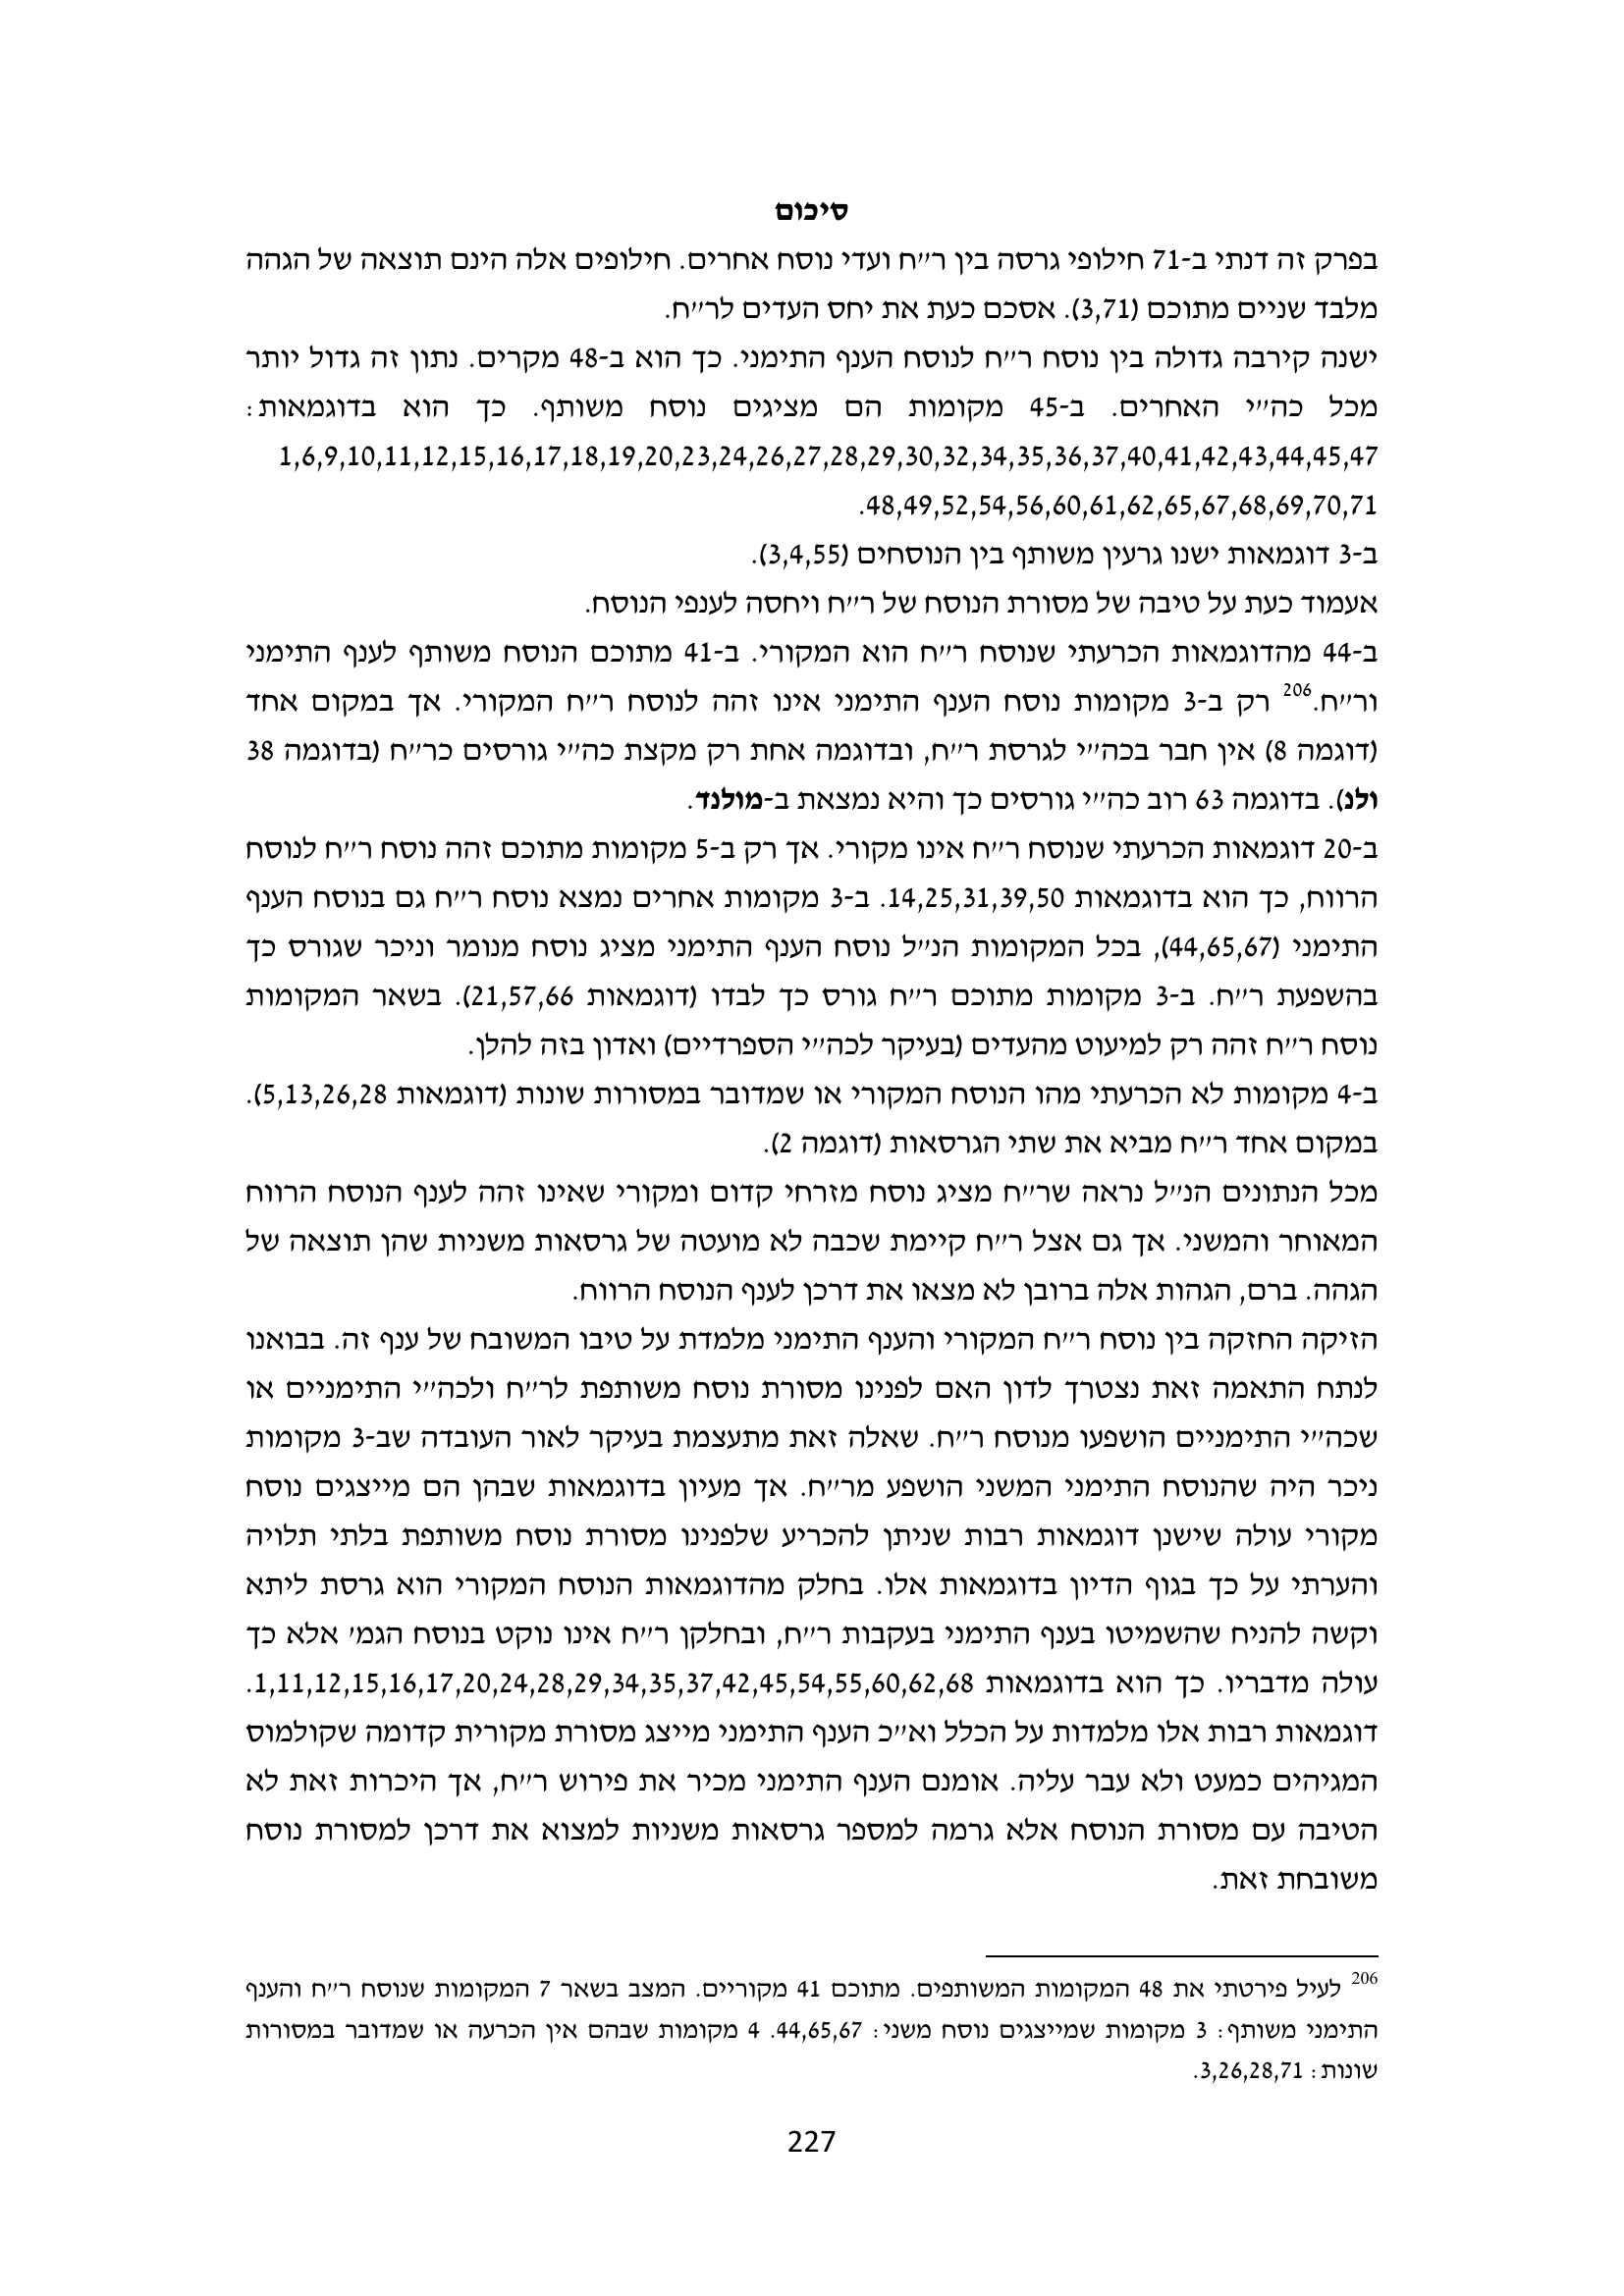 סיכום
בפרק זה דנתי ב-71 חילופי גרסה בין ר״ח ועדי נוסח אחרים. חילופים אלה הינם תוצאה של הגהה
מלבד שניים מתוכם (3,71). אסכם כעת את יחס העדים לר״ח.
ישנה קירבה גדולה בין נוסח ר״ח לנוסח הענף התימני. כך הוא ב-48 מקרים. נתון זה גדול יותר
מכל כה״י האחרים. ב-45 מקומות הם מציגים נוסח משותף. כך הוא בדוגמאות:
1,6,9,10,11,12,15,16,17,18,19,20,23,24,26,27,28,29,30,32,34,35,36,37,40,41,42,43,44,45,47
48,49,52,54,56,60,61,62,65,67,68,69,70,71.
ב-3 דוגמאות ישנו גרעין משותף בין הנוסחים (3,4,55).
אעמוד כעת על טיבה של מסורת הנוסח של ר״ח ויחסה לענפי הנוסח.
ב-44 מהדוגמאות הכרעתי שנוסח ר״ח הוא המקורי. ב-41 מתוכם הנוסח משותף לענף התימני
ור״ח.206 רק ב-3 מקומות נוסח הענף התימני אינו זהה לנוסח ר״ח המקורי. אך במקום אחד
(דוגמה 8) אין חבר בכה״י לגרסת ר״ח, ובדוגמה אחת רק מקצת כה״י גורסים כר״ח (בדוגמה 38
ולנ). בדוגמה 63 רוב כה״י גורסים כך והיא נמצאת ב-מולנד.
ב-20 דוגמאות הכרעתי שנוסח ר״ח אינו מקורי. אך רק ב-5 מקומות מתוכם זהה נוסח ר״ח לנוסח
הרווח, כך הוא בדוגמאות 14,25,31,39,50. ב-3 מקומות אחרים נמצא נוסח ר״ח גם בנוסח הענף
התימני (44,65,67), בכל המקומות הנ״ל נוסח הענף התימני מציג נוסח מנומר וניכר שגורס כך
בהשפעת ר״ח. ב-3 מקומות מתוכם ר״ח גורס כך לבדו (דוגמאות 21,57,66). בשאר המקומות
נוסח ר״ח זהה רק למיעוט מהעדים (בעיקר לכה״י הספרדיים) ואדון בזה להלן.
ב-4 מקומות לא הכרעתי מהו הנוסח המקורי או שמדובר במסורות שונות (דוגמאות 5,13,26,28).
במקום אחד ר״ח מביא את שתי הגרסאות (דוגמה 2).
מכל הנתונים הנ״ל נראה שר״ח מציג נוסח מזרחי קדום ומקורי שאינו זהה לענף הנוסח הרווח
המאוחר והמשני. אך גם אצל ר״ח קיימת שכבה לא מועטה של גרסאות משניות שהן תוצאה של
הגהה. ברם, הגהות אלה ברובן לא מצאו את דרכן לענף הנוסח הרווח.
הזיקה החזקה בין נוסח ר״ח המקורי והענף התימני מלמדת על טיבו המשובח של ענף זה. בבואנו
לנתח התאמה זאת נצטרך לדון האם לפנינו מסורת נוסח משותפת לר״ח ולכה״י התימניים או
שכה״י התימניים הושפעו מנוסח ר״ח. שאלה זאת מתעצמת בעיקר לאור העובדה שב-3 מקומות
ניכר היה שהנוסח התימני המשני הושפע מר״ח. אך מעיון בדוגמאות שבהן הם מייצגים נוסח
מקורי עולה שישנן דוגמאות רבות שניתן להכריע שלפנינו מסורת נוסח משותפת בלתי תלויה
והערתי על כך בגוף הדיון בדוגמאות אלו. בחלק מהדוגמאות הנוסח המקורי הוא גרסת ליתא
וקשה להניח שהשמיטו בענף התימני בעקבות ר״ח, ובחלקן ר״ח אינו נוקט בנוסח הגמ׳ אלא כך
עולה מדבריו. כך הוא בדוגמאות 1,11,12,15,16,17,20,24,28,29,34,35,37,42,45,54,55,60,62,68.
דוגמאות רבות אלו מלמדות על הכלל וא״כ הענף התימני מייצג מסורת מקורית קדומה שקולמוס
המגיהים כמעט ולא עבר עליה. אומנם הענף התימני מכיר את פירוש ר״ח, אך היכרות זאת לא
הטיבה עם מסורת הנוסח אלא גרמה למספר גרסאות משניות למצוא את דרכן למסורת נוסח
משובחת זאת.
206 לעיל פירטתי את 48 המקומות המשותפים. מתוכם 41 מקוריים. המצב בשאר 7 המקומות שנוסח ר״ח והענף
התימני משותף: 3 מקומות שמייצגים נוסח משני: 44,65,67. 4 מקומות שבהם אין הכרעה או שמדובר במסורות
שונות: 3,26,28,71.
227